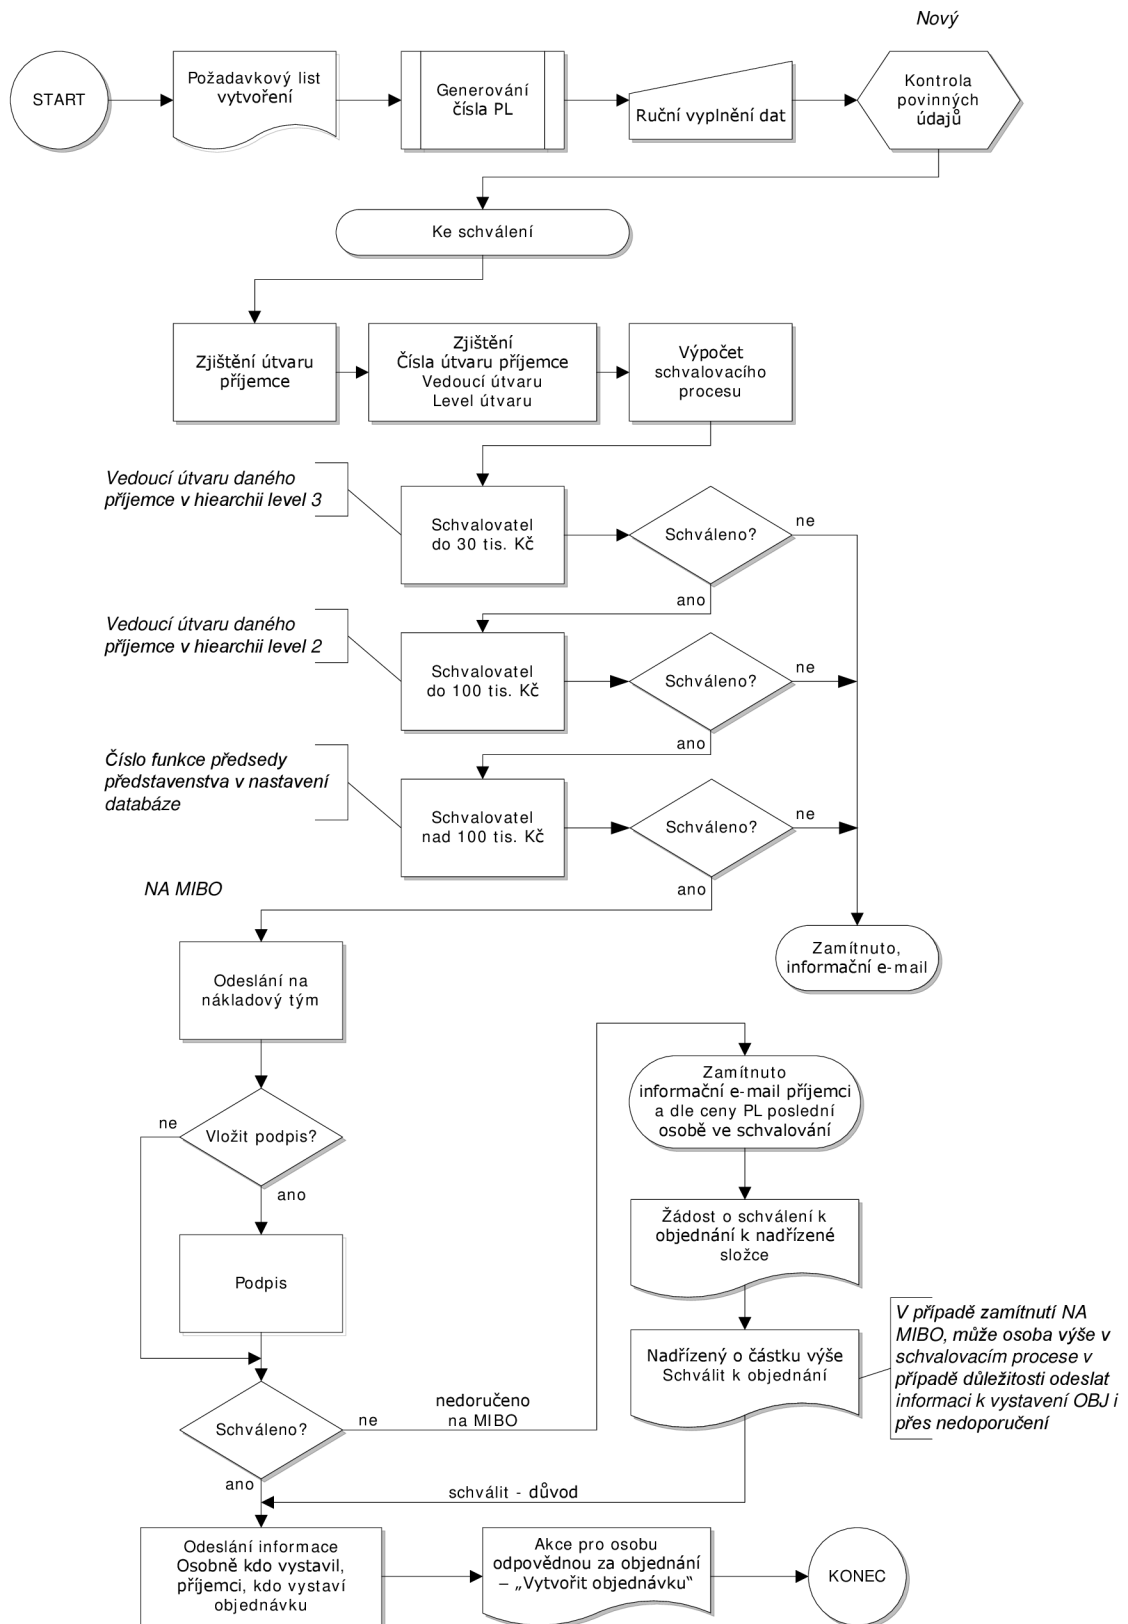 Nový
START
Požadavkový list
vytvoření
Generování
čísla PL
Ruční vyplnění dat
Kontrola
povinných
údajů
Ke schválení
Zjištění útvaru
příjemce
Zjištění
Čísla útvaru příjemce
Vedoucí útvaru
Level útvaru
Výpočet
schvalovacího
procesu
Vedoucí útvaru daného
příjemce v hiearchii level 3
Schvalovatel
do 30 tis. Kč
Schváleno?
ne
ano
Vedoucí útvaru daného
příjemce v hiearchii level 2
Schvalovatel
do 100 tis. Kč
Schváleno?
ne
ano
Číslo funkce předsedy
představenstva v nastavení
databáze
Schvalovatel
nad 100 tis. Kč
Schváleno?
ne
ano
NA MIBO
Zamítnuto,
informační e-mail
Odeslání na
nákladový tým
Zamítnuto
informační e-mail příjemci
a dle ceny PL poslední
osobě ve schvalování
ne
Vložit podpis?
ano
Žádost o schválení k
objednání k nadřízené
složce
Podpis
Nadřízený o částku výše
Schválit k objednání
V případě zamítnutí NA
MIBO, může osoba výše v
schvalovacím procese v
případě důležitosti odeslat
informaci k vystavení OBJ i
přes nedoporučení
Schváleno?
ne
nedoručeno
na MIBO
ano
schválit - důvod
Odeslání informace
Osobně kdo vystavil,
příjemci, kdo vystaví
objednávku
Akce pro osobu
odpovědnou za objednání
– „Vytvořit objednávku“
KONEC